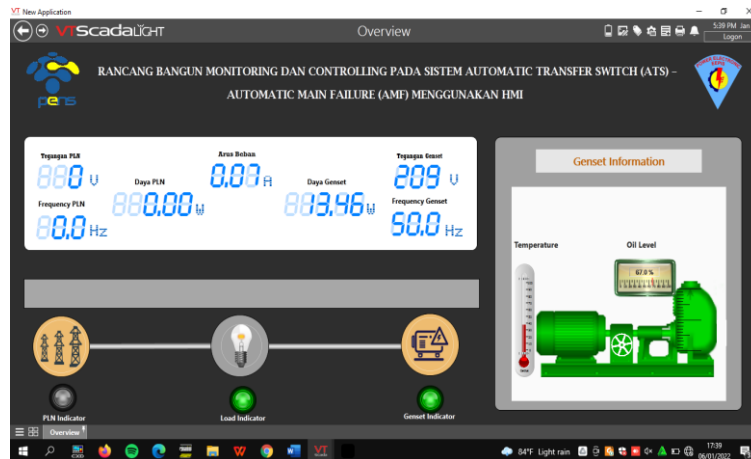 New Application
VTScadaLIGHT
Overview
5:39 PM Jan
Logon
pens
RANCANG BANGUN MONITORING DAN CONTROLLING PADA SISTEM AUTOMATIC TRANSFER SWITCH (ATS) –
AUTOMATIC MAIN FAILURE (AMF) MENGGUNAKAN HMI
Tegangan PLN
0 V
Arus Beban
0.00 A
Tegangan Genset
209 V
Daya PLN
0.00 W
Daya Genset
13.46 W
Frequency PLN
0.0 Hz
Frequency Genset
50.0 Hz
Genset Information
Temperature
Oil Level
67.0 %
PLN Indicator
Load Indicator
Genset Indicator
Overview
84°F Light rain
17:39
06/01/2022